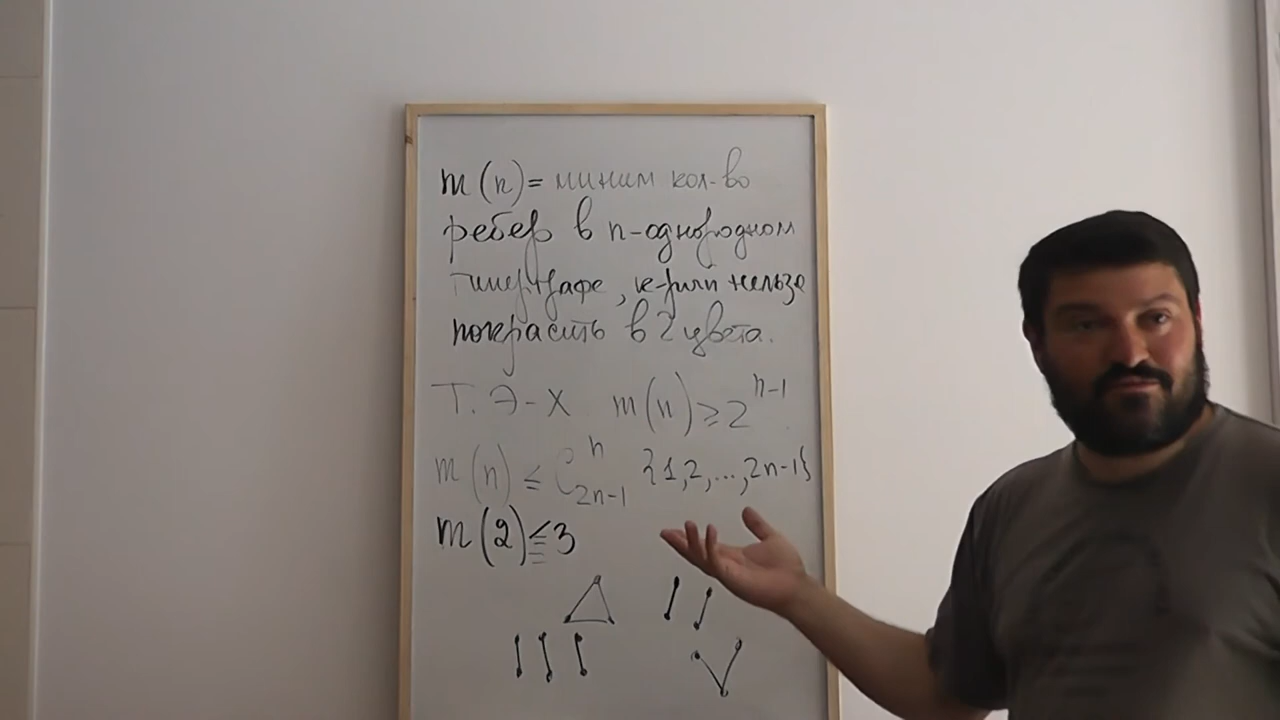 m(n) = миним кол-во
ребер в n-однородном
гиперграфе, к-рый нельзя
покрасить в 2 цвета.
Т. Э-Х m(n) ≥ 2^{n-1}
m(n) ≤ C_{2n-1}^{n} {1,2,...,2n-1}
m(2) ≤ 3